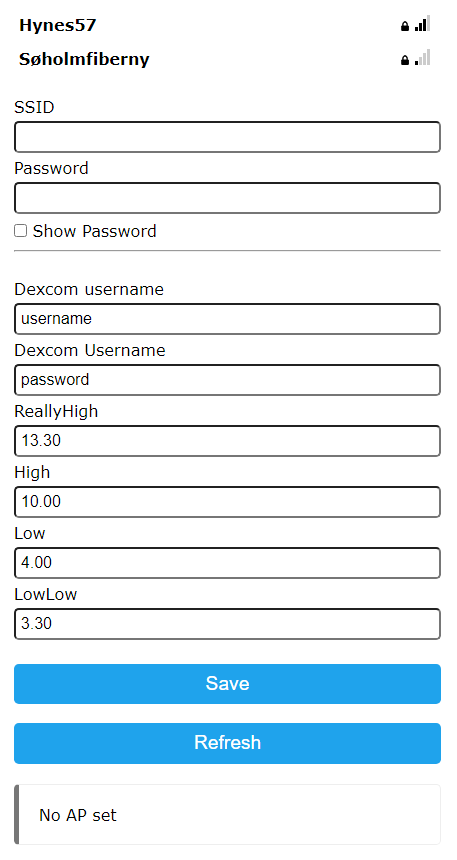 Hynes57
Søholmfiberny
SSID
Password
Show Password
Dexcom username
username
Dexcom Username
password
ReallyHigh
13.30
High
10.00
Low
4.00
LowLow
3.30
Save
Refresh
No AP set